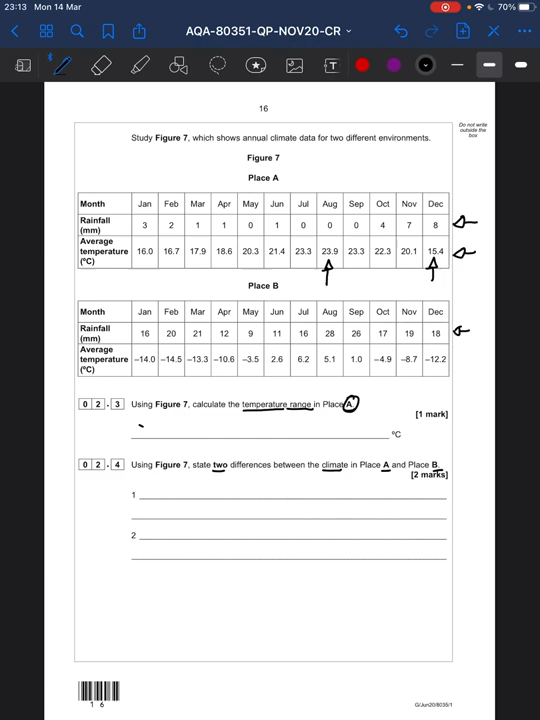 23:13 Mon 14 Mar 70%
AQA-80351-QP-NOV20-CR
T
16
Do not write
outside the
box
Study Figure 7, which shows annual climate data for two different environments.
Figure 7
Place A
Month Jan Feb Mar Apr May Jun Jul Aug Sep Oct Nov Dec
Rainfall (mm) 3 2 1 1 0 1 0 0 0 4 7 8
Average temperature (ºC) 16.0 16.7 17.9 18.6 20.3 21.4 23.3 23.9 23.3 22.3 20.1 15.4
Place B
Month Jan Feb Mar Apr May Jun Jul Aug Sep Oct Nov Dec
Rainfall (mm) 16 20 21 12 9 11 16 28 26 17 19 18
Average temperature (ºC) –14.0 –14.5 –13.3 –10.6 –3.5 2.6 6.2 5.1 1.0 –4.9 –8.7 –12.2
0 2 . 3 Using Figure 7, calculate the temperature range in Place A.
[1 mark]
ºC
0 2 . 4 Using Figure 7, state two differences between the climate in Place A and Place B.
[2 marks]
1
2
1 6
G/Jun20/8035/1